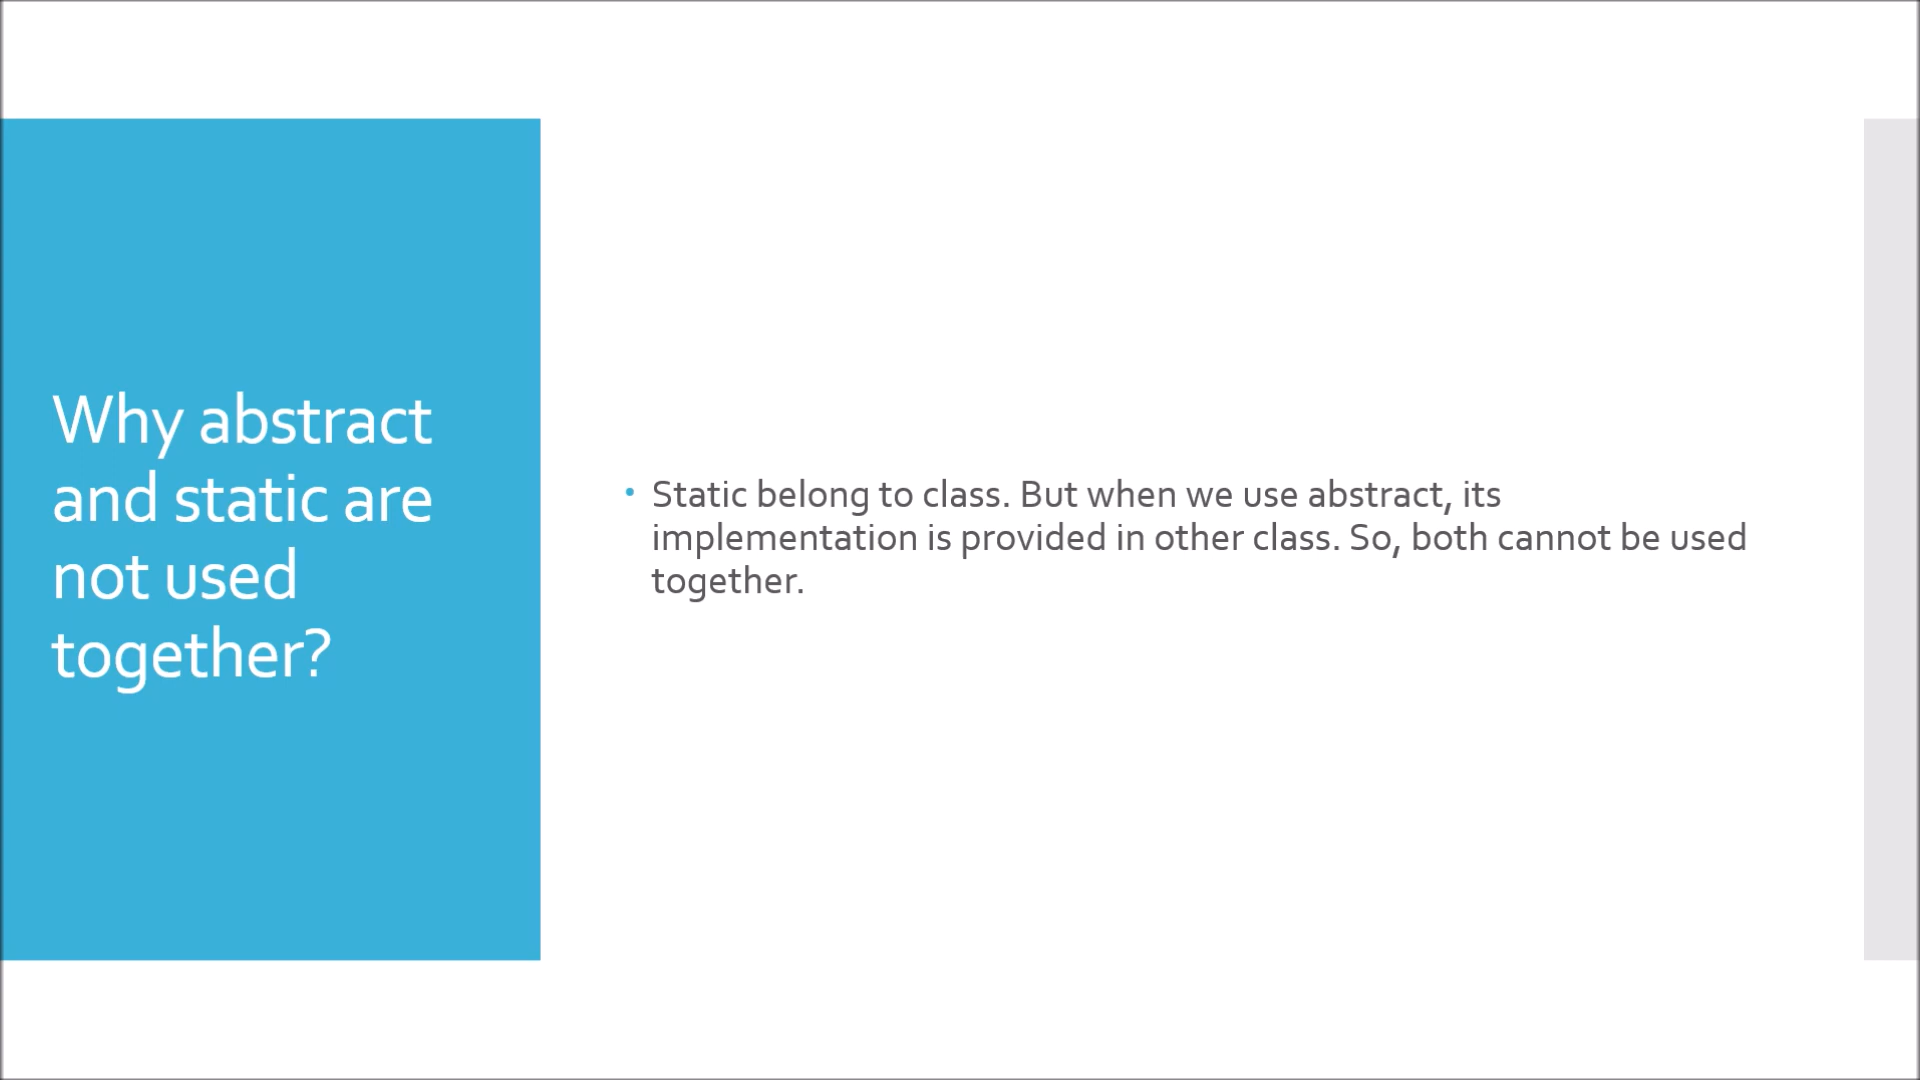 Why abstract
and static are
not used
together?
• Static belong to class. But when we use abstract, its
implementation is provided in other class. So, both cannot be used
together.